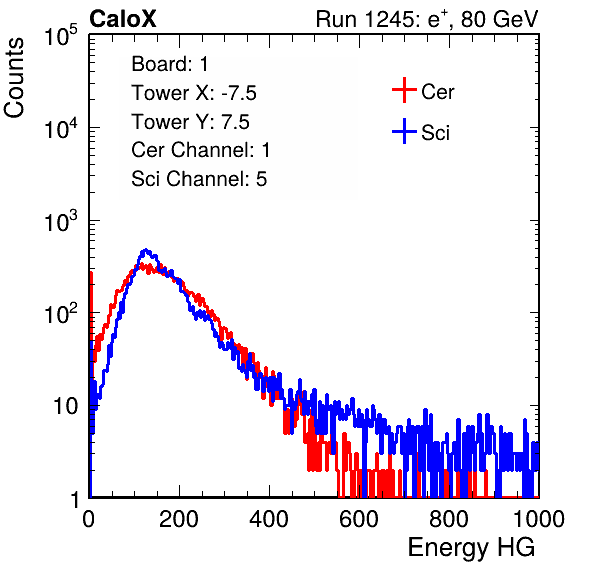 CaloX Run 1245: e⁺, 80 GeV
Counts
10⁵
10⁴
10³
10²
10
1
Board: 1
Tower X: -7.5
Tower Y: 7.5
Cer Channel: 1
Sci Channel: 5
Cer
Sci
0 200 400 600 800 1000
Energy HG